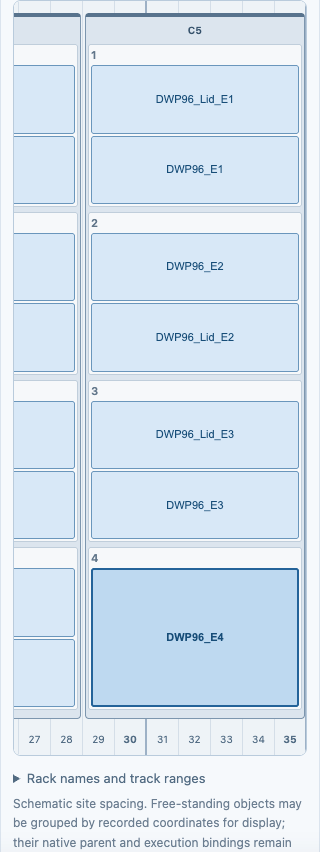 C5
1
DWP96_Lid_E1
DWP96_E1
2
DWP96_E2
DWP96_Lid_E2
3
DWP96_Lid_E3
DWP96_E3
4
DWP96_E4
27 28 29 30 31 32 33 34 35
▶ Rack names and track ranges
Schematic site spacing. Free-standing objects may
be grouped by recorded coordinates for display;
their native parent and execution bindings remain